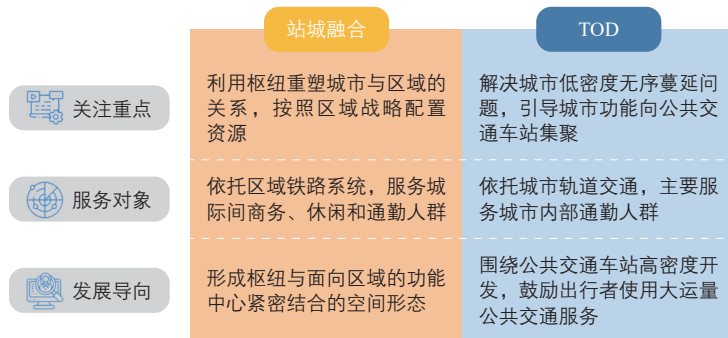 站城融合
TOD
关注重点
利用枢纽重塑城市与区域的
关系，按照区域战略配置
资源
解决城市低密度无序蔓延问
题，引导城市功能向公共交
通车站集聚
服务对象
依托区域铁路系统，服务城
际间商务、休闲和通勤人群
依托城市轨道交通，主要服
务城市内部通勤人群
发展导向
形成枢纽与面向区域的功能
中心紧密结合的空间形态
围绕公共交通车站高密度开
发，鼓励出行者使用大运量
公共交通服务